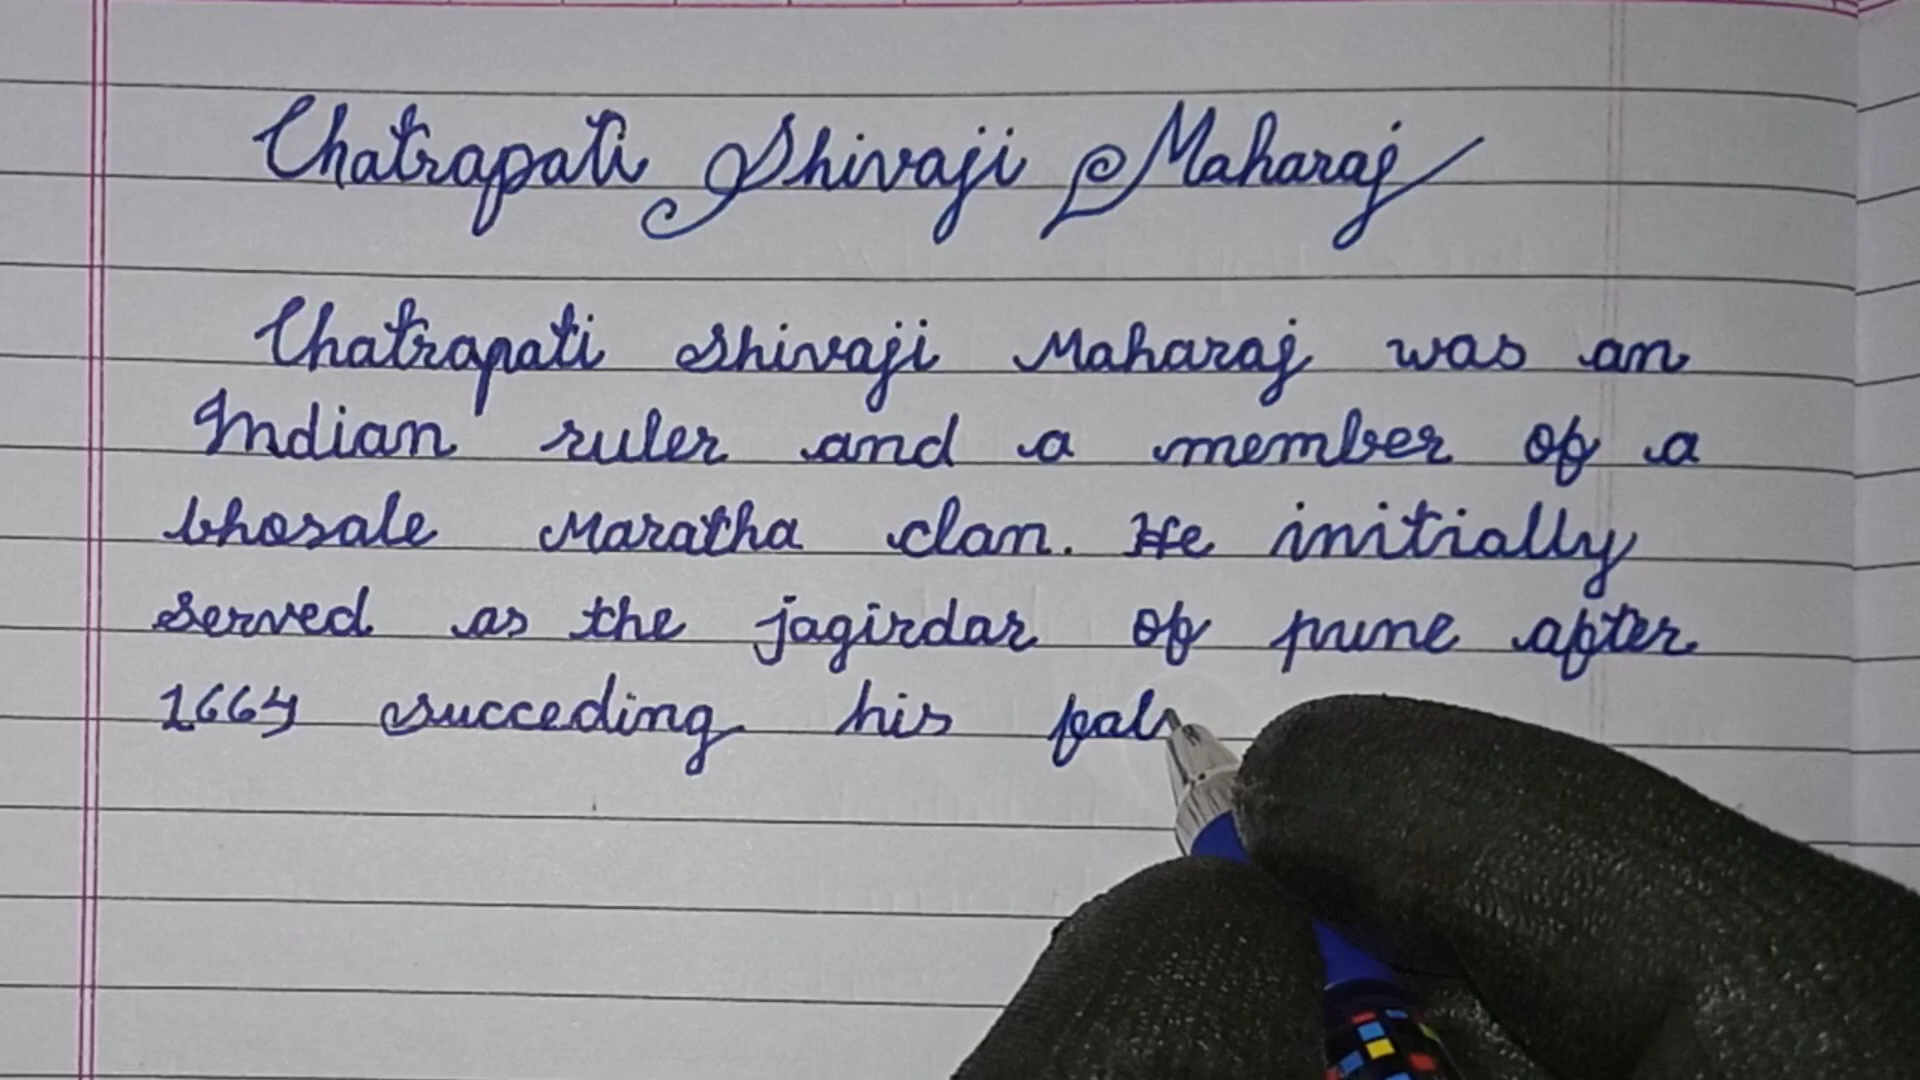 Chatrapati Shivaji Maharaj
Chatrapati Shivaji Maharaj was an
Indian ruler and a member of a
bhosale Maratha clan. He initially
served as the jagirdar of pune after
1664 succeding his